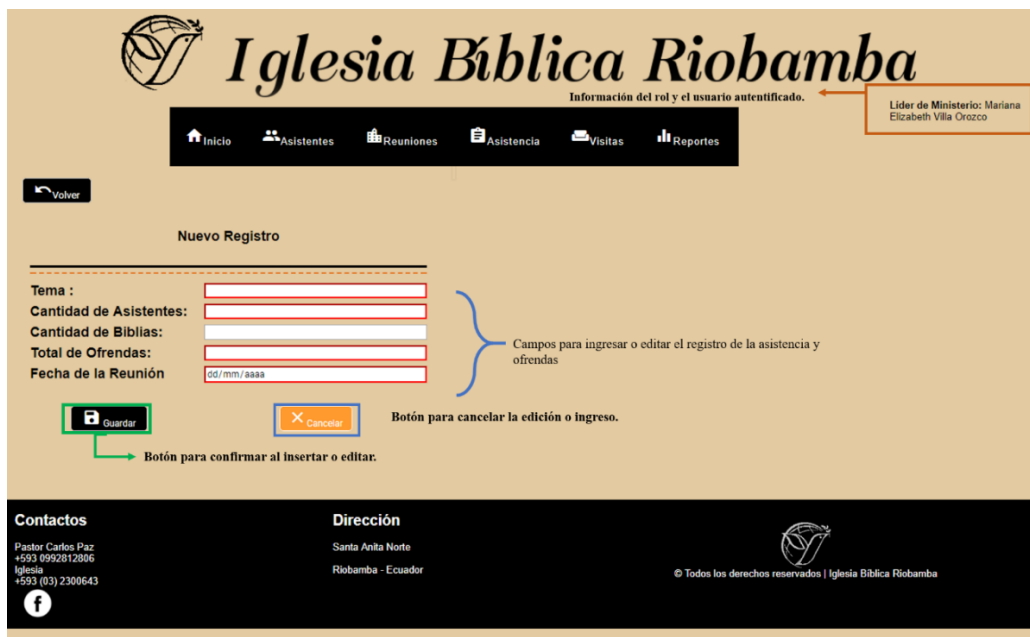 Iglesia Bíblica Riobamba
Información del rol y el usuario autentificado.
Líder de Ministerio: Mariana
Elizabeth Villa Orozco
Inicio
Asistentes
Reuniones
Asistencia
Visitas
Reportes
Volver
Nuevo Registro
Tema :
Cantidad de Asistentes:
Cantidad de Biblias:
Total de Ofrendas:
Fecha de la Reunión
dd/mm/aaaa
Campos para ingresar o editar el registro de la asistencia y
ofrendas
Guardar
Cancelar
Botón para cancelar la edición o ingreso.
Botón para confirmar al insertar o editar.
Contactos
Pastor Carlos Paz
+593 0992812806
Iglesia
+593 (03) 2300643
f
Dirección
Santa Anita Norte
Riobamba - Ecuador
© Todos los derechos reservados | Iglesia Bíblica Riobamba